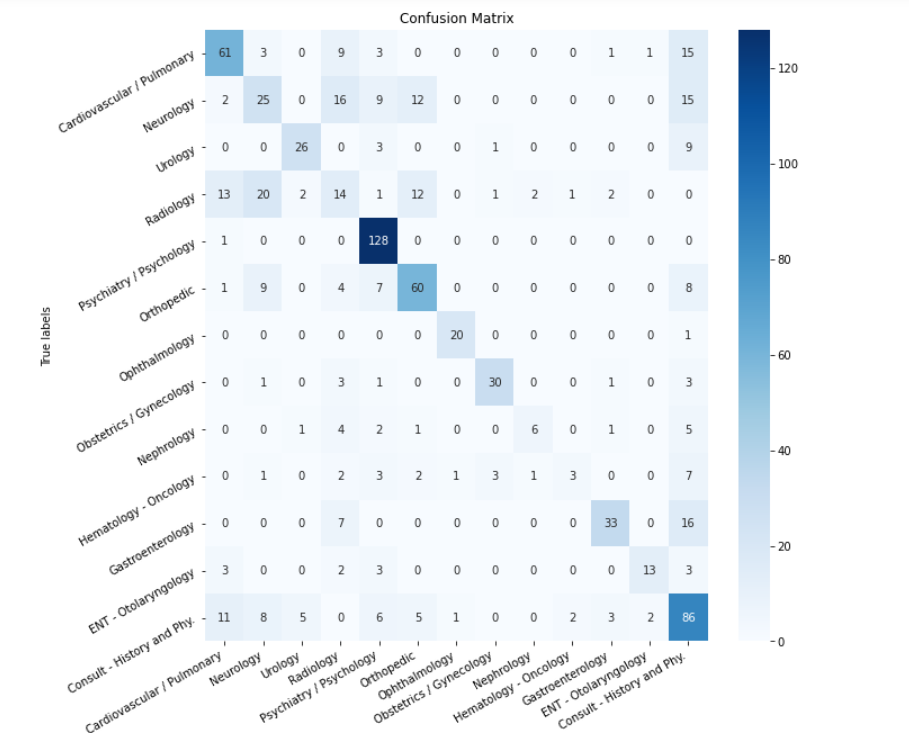 Confusion Matrix
Cardiovascular / Pulmonary 61 3 0 9 3 0 0 0 0 0 1 1 15
Neurology 2 25 0 16 9 12 0 0 0 0 0 0 15
Urology 0 0 26 0 3 0 0 1 0 0 0 0 9
Radiology 13 20 2 14 1 12 0 1 2 1 2 0 0
Psychiatry / Psychology 1 0 0 0 128 0 0 0 0 0 0 0 0
Orthopedic 1 9 0 4 7 60 0 0 0 0 0 0 8
Ophthalmology 0 0 0 0 0 0 20 0 0 0 0 0 1
Obstetrics / Gynecology 0 1 0 3 1 0 0 30 0 0 1 0 3
Nephrology 0 0 1 4 2 1 0 0 6 0 1 0 5
Hematology - Oncology 0 1 0 2 3 2 1 3 1 3 0 0 7
Gastroenterology 0 0 0 7 0 0 0 0 0 0 33 0 16
ENT - Otolaryngology 3 0 0 2 3 0 0 0 0 0 0 13 3
Consult - History and Phy. 11 8 5 0 6 5 1 0 0 2 3 2 86
True labels
Cardiovascular / Pulmonary
Neurology
Urology
Radiology
Psychiatry / Psychology
Orthopedic
Ophthalmology
Obstetrics / Gynecology
Nephrology
Hematology - Oncology
Gastroenterology
ENT - Otolaryngology
Consult - History and Phy.
120
100
80
60
40
20
0